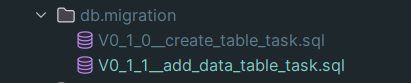 db.migration
V0_1_0__create_table_task.sql
V0_1_1__add_data_table_task.sql